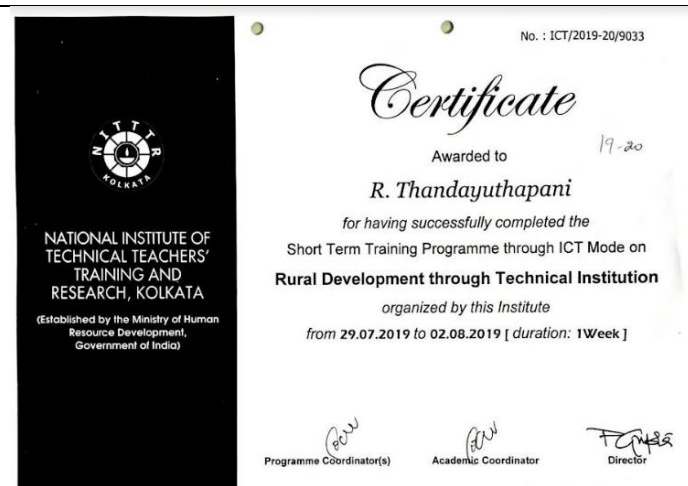 NITTTR
KOLKATA
NATIONAL INSTITUTE OF
TECHNICAL TEACHERS'
TRAINING AND
RESEARCH, KOLKATA
(Established by the Ministry of Human
Resource Development,
Government of India)
No. : ICT/2019-20/9033
Certificate
19-20
Awarded to
R. Thandayuthapani
for having successfully completed the
Short Term Training Programme through ICT Mode on
Rural Development through Technical Institution
organized by this Institute
from 29.07.2019 to 02.08.2019 [ duration: 1Week ]
Programme Coordinator(s)
Academic Coordinator
Director